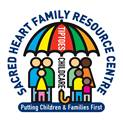 SACRED HEART FAMILY RESOURCE CENTRE
TIPTOES
CHILDCARE
Putting Children & Families First